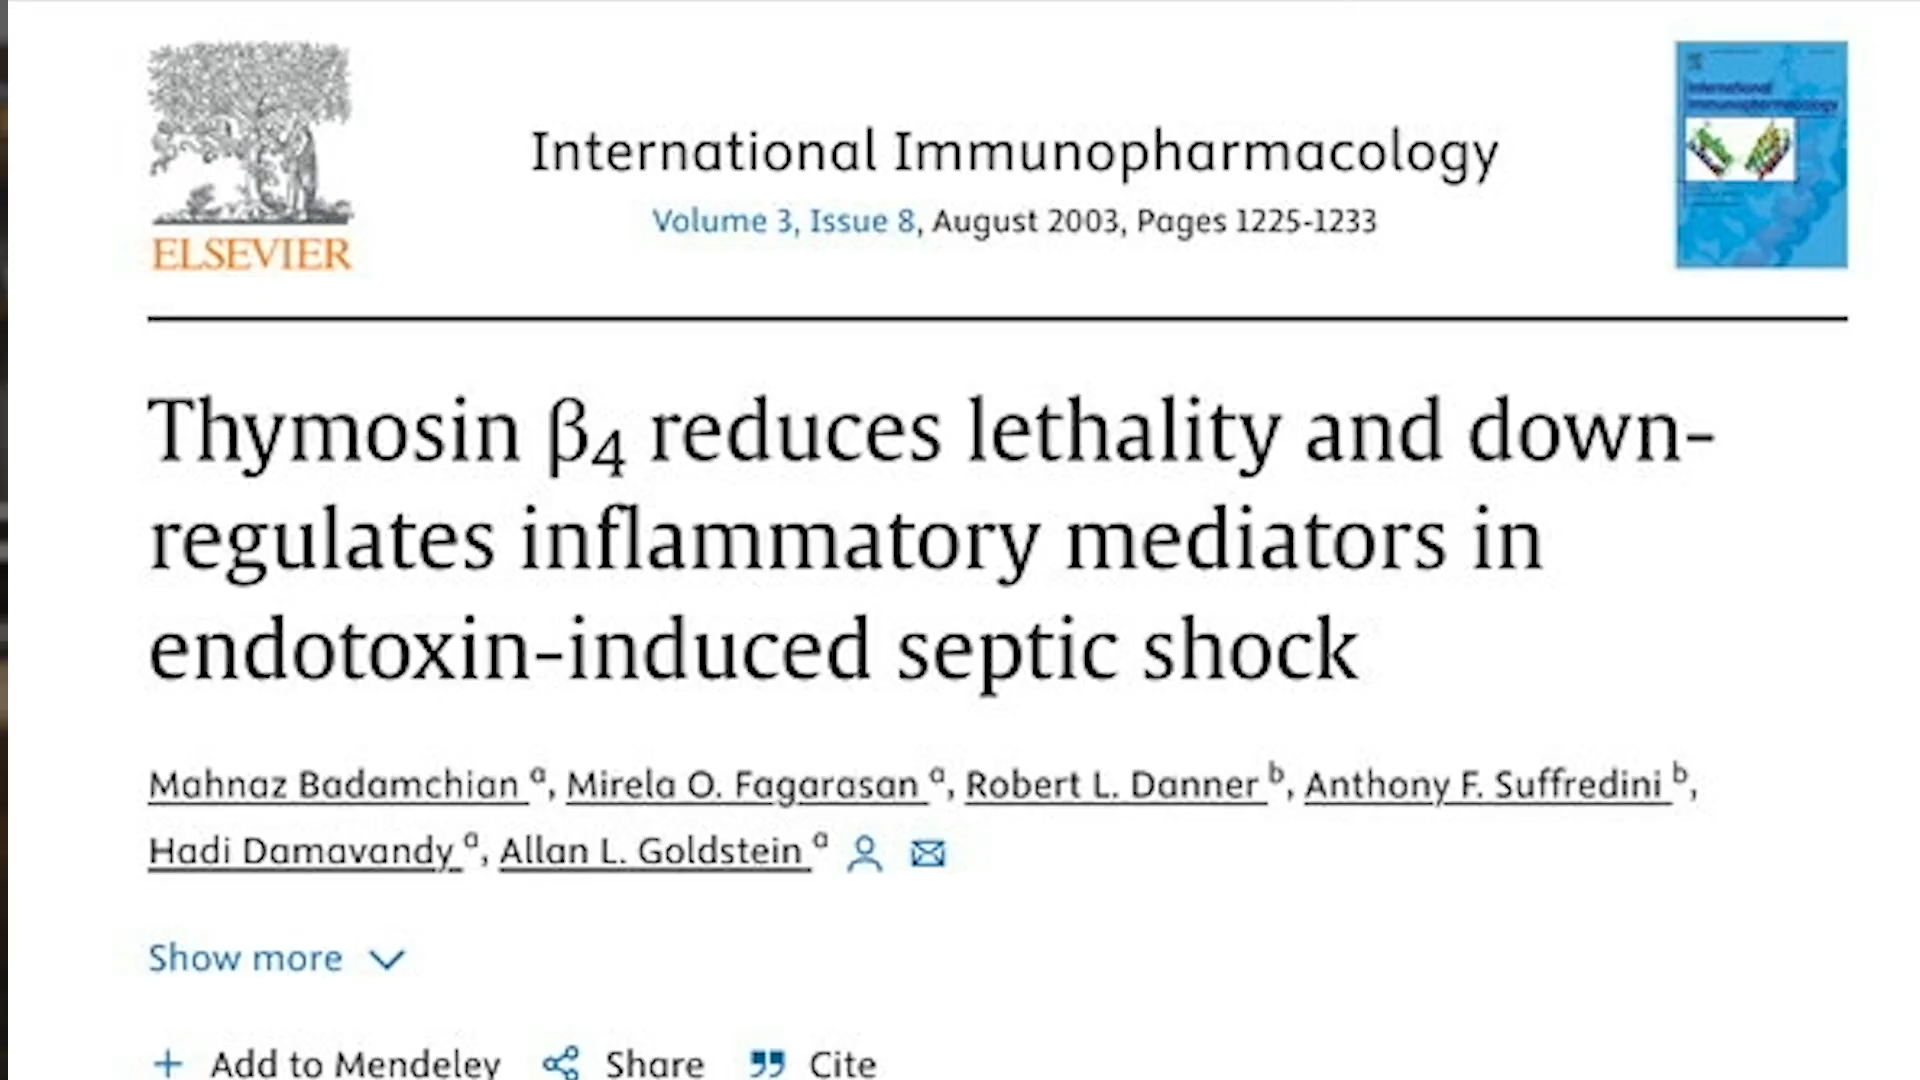 ELSEVIER
International Immunopharmacology
Volume 3, Issue 8, August 2003, Pages 1225-1233
International
Immunopharmacology
Thymosin β₄ reduces lethality and down-
regulates inflammatory mediators in
endotoxin-induced septic shock
Mahnaz Badamchian ᵃ, Mirela O. Fagarasan ᵃ, Robert L. Danner ᵇ, Anthony F. Suffredini ᵇ,
Hadi Damavandy ᵃ, Allan L. Goldstein ᵃ
Show more
Add to Mendeley Share Cite